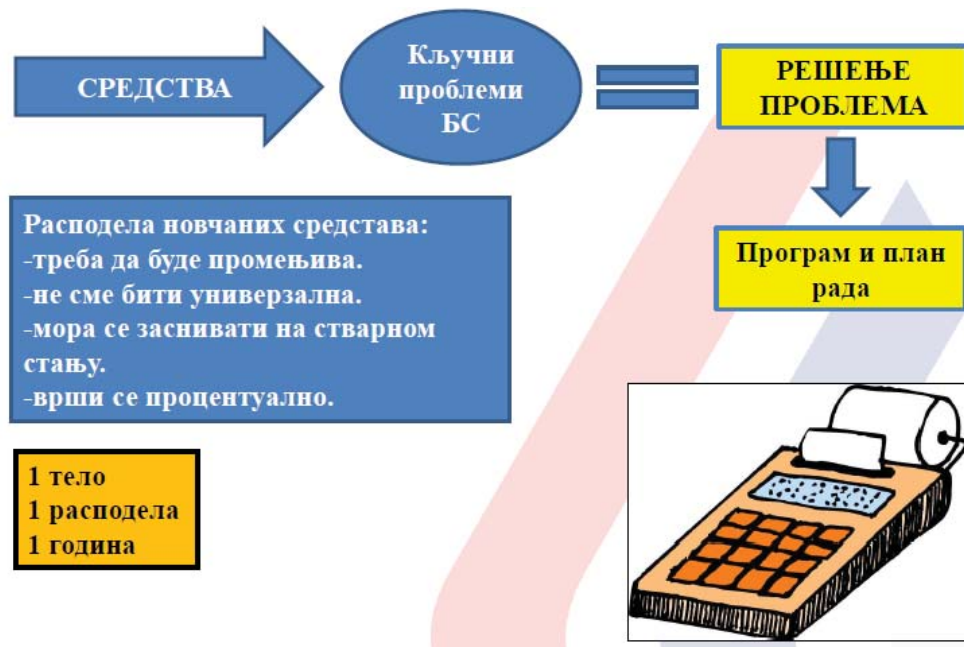 СРЕДСТВА
Кључни
проблеми
БС
РЕШЕЊЕ
ПРОБЛЕМА
Расподела новчаних средстава:
-треба да буде промењива.
-не сме бити универзална.
-мора се заснивати на стварном
стању.
-врши се процентуално.
Програм и план
рада
1 тело
1 расподела
1 година